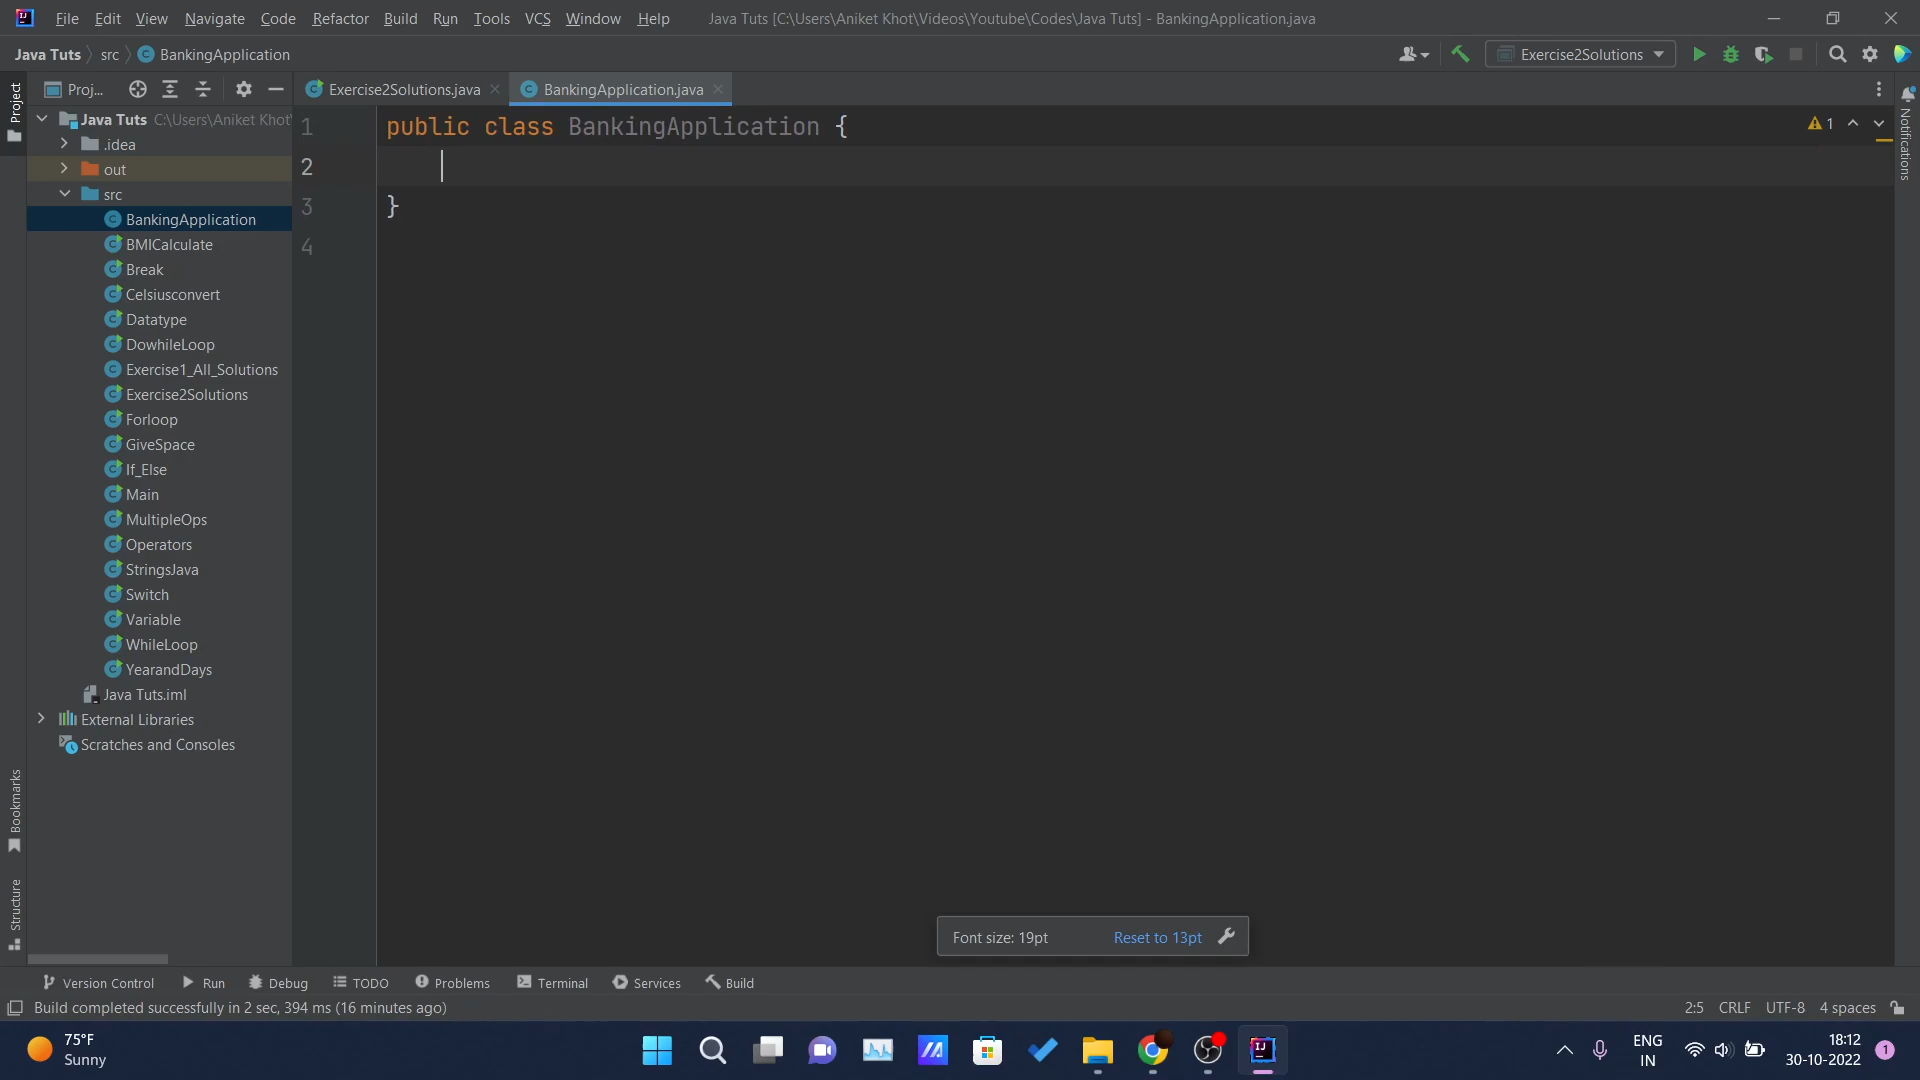 File Edit View Navigate Code Refactor Build Run Tools VCS Window Help Java Tuts [C:\Users\Aniket Khot\Videos\Youtube\Codes\Java Tuts] - BankingApplication.java
Java Tuts src BankingApplication Exercise2Solutions
Proj... Exercise2Solutions.java BankingApplication.java
Project
Notifications
Java Tuts C:\Users\Aniket Khot\
.idea
out
src
BankingApplication
BMICalculate
Break
Celsiusconvert
Datatype
DowhileLoop
Exercise1_All_Solutions
Exercise2Solutions
Forloop
GiveSpace
If_Else
Main
MultipleOps
Operators
StringsJava
Switch
Variable
WhileLoop
YearandDays
Java Tuts.iml
External Libraries
Scratches and Consoles
1 public class BankingApplication {
2
3 }
4
1
Bookmarks
Structure
Font size: 19pt Reset to 13pt
Version Control Run Debug TODO Problems Terminal Services Build
Build completed successfully in 2 sec, 394 ms (16 minutes ago) 2:5 CRLF UTF-8 4 spaces
75°F
Sunny
IJ
ENG
IN
18:12
30-10-2022
1